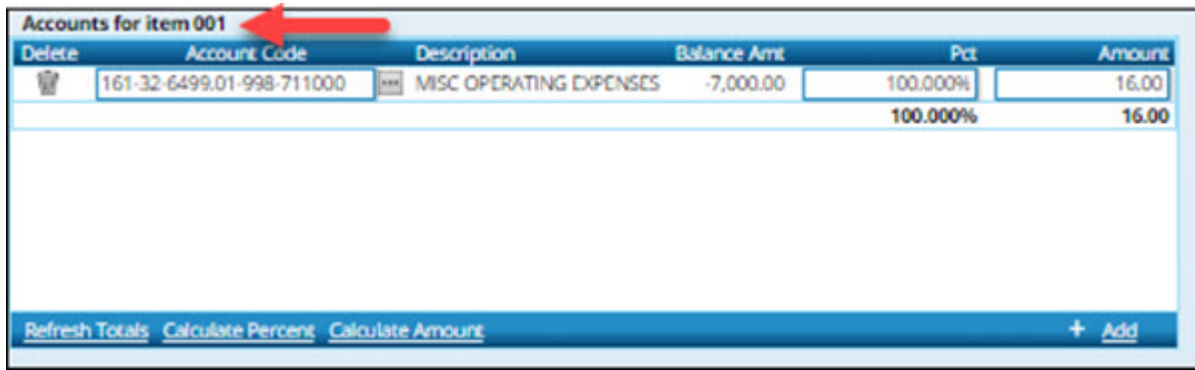 Accounts for item 001
Delete Account Code Description Balance Amt Pct Amount
161-32-6499.01-998-711000 ... MISC OPERATING EXPENSES -7,000.00 100.000% 16.00
100.000% 16.00
Refresh Totals Calculate Percent Calculate Amount + Add